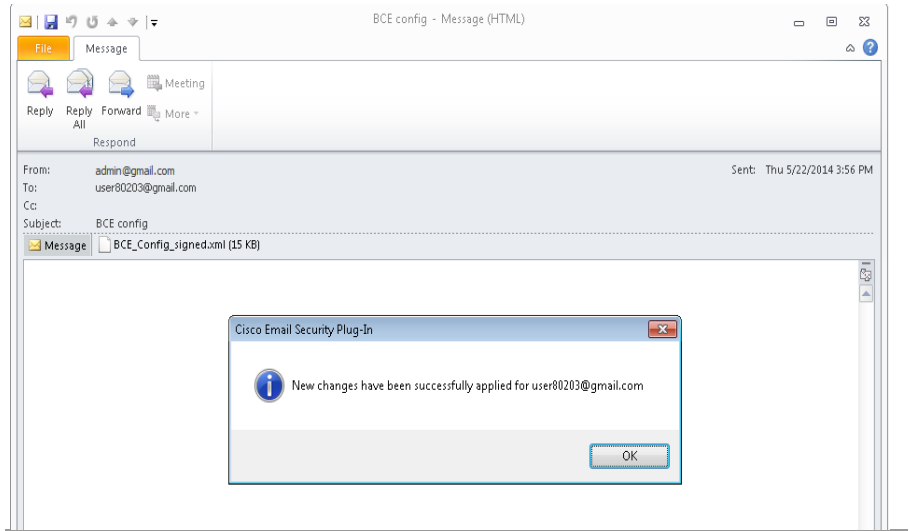 BCE config - Message (HTML)
File Message
Reply Reply All Forward Meeting More
Respond
From: admin@gmail.com Sent: Thu 5/22/2014 3:56 PM
To: user80203@gmail.com
Cc:
Subject: BCE config
Message BCE_Config_signed.xml (15 KB)
Cisco Email Security Plug-In
New changes have been successfully applied for user80203@gmail.com
OK